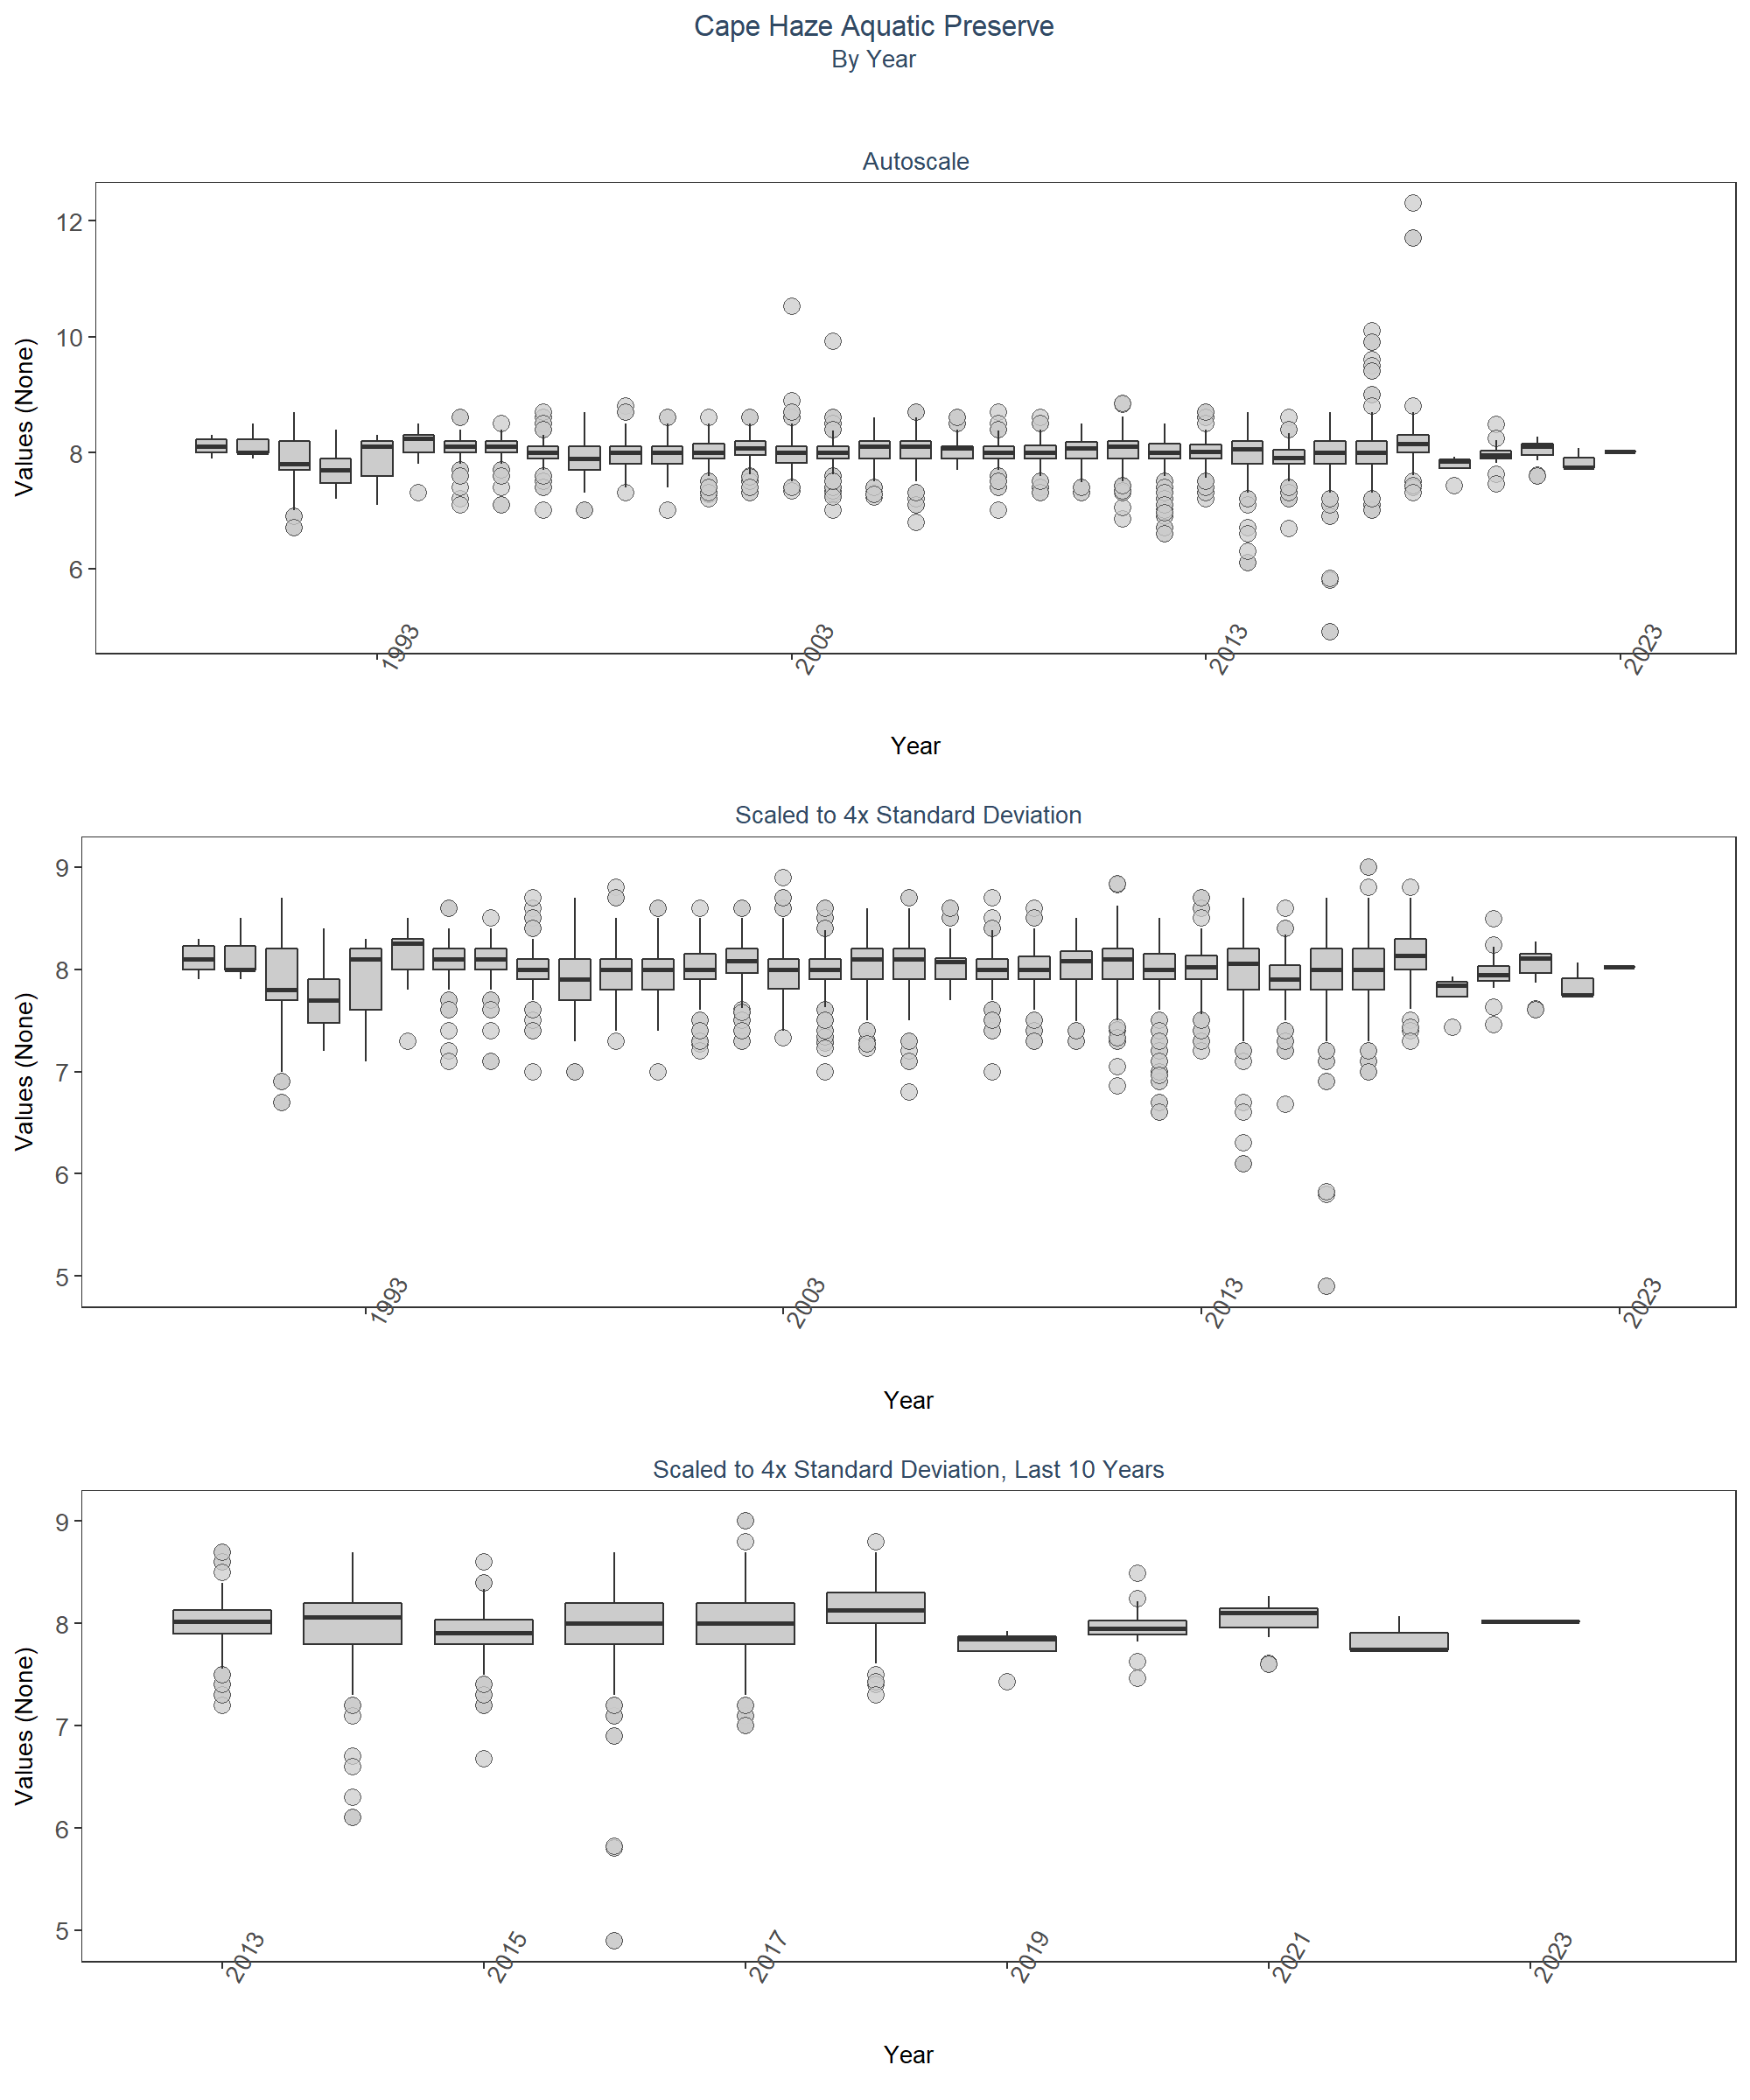 Cape Haze Aquatic Preserve
By Year
Autoscale
12
10
8
6
Values (None)
1993
2003
2013
2023
Year
Scaled to 4x Standard Deviation
9
8
7
6
5
Values (None)
1993
2003
2013
2023
Year
Scaled to 4x Standard Deviation, Last 10 Years
9
8
7
6
5
Values (None)
2013
2015
2017
2019
2021
2023
Year